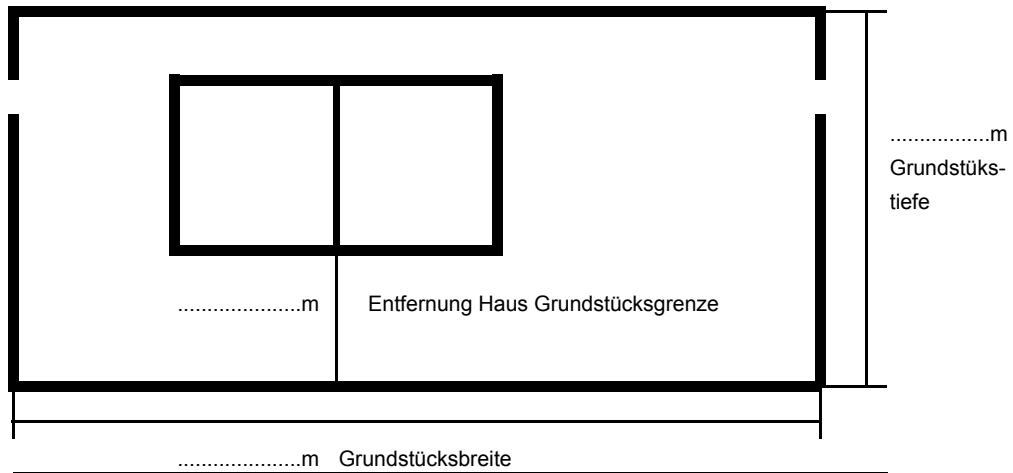 .................m
Grundstüks-
tiefe
.....................m Entfernung Haus Grundstücksgrenze
.....................m Grundstücksbreite